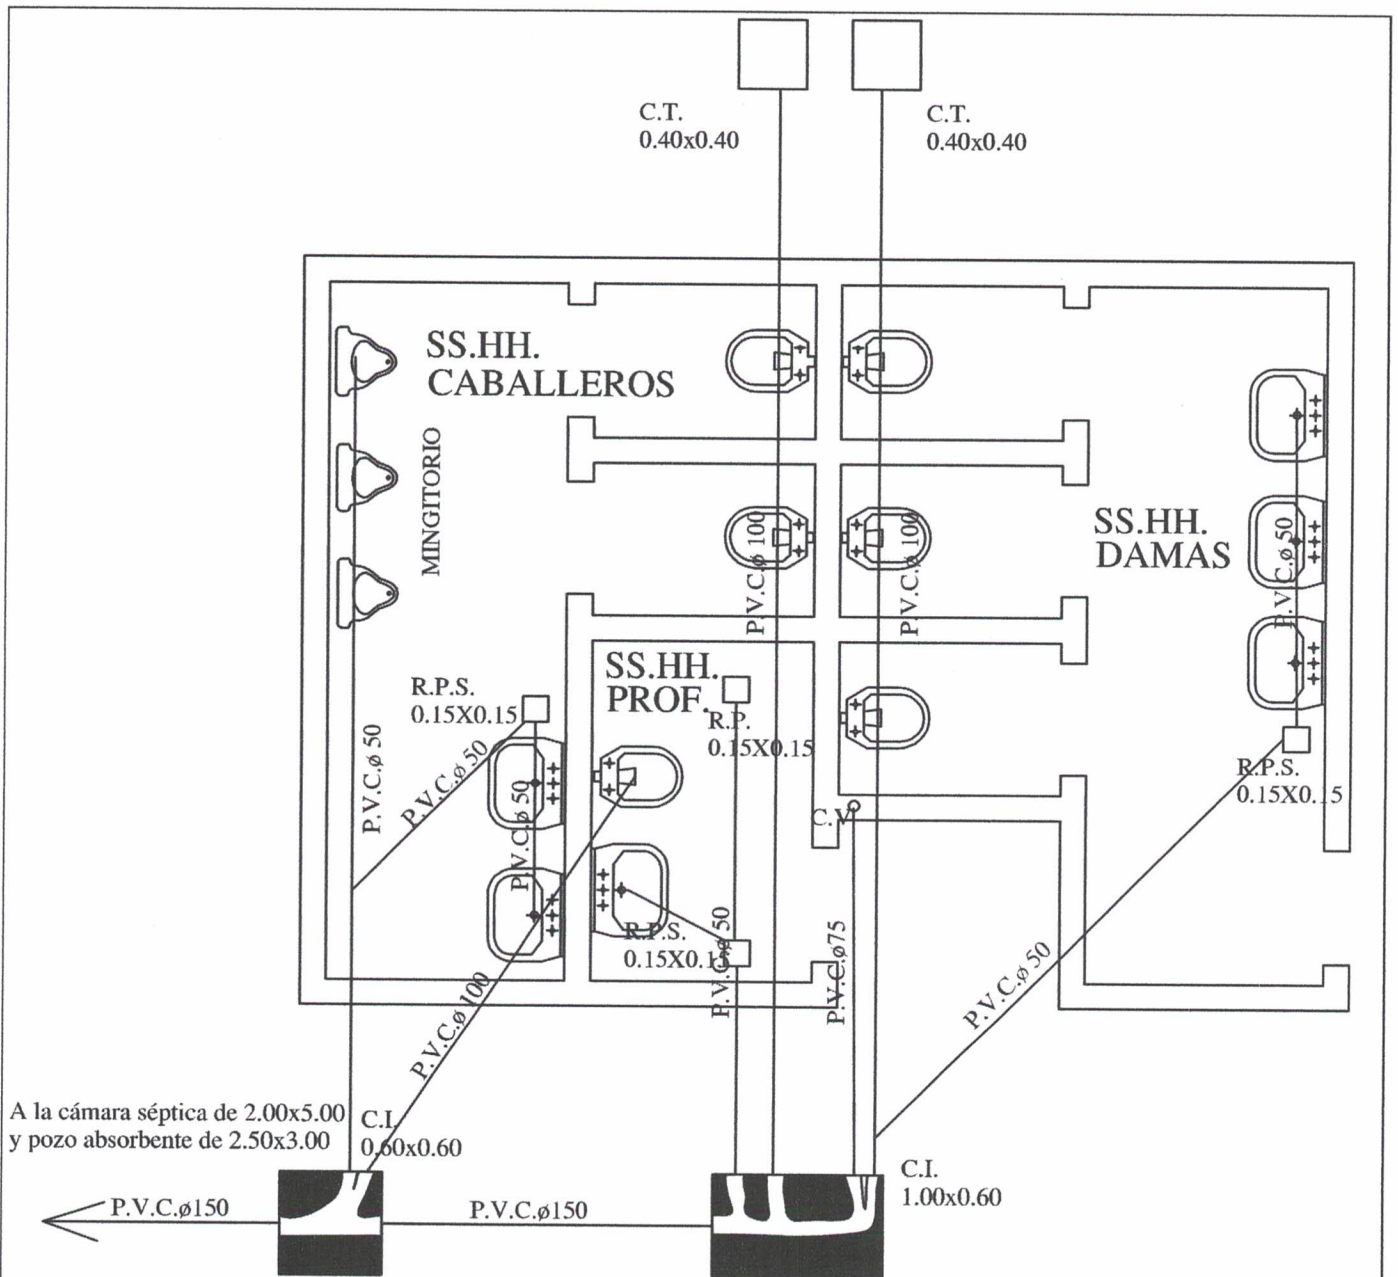 C.T.
0.40x0.40
C.T.
0.40x0.40
SS.HH.
CABALLEROS
MINGITORIO
P.V.C.ø 100
P.V.C.ø 100
SS.HH.
DAMAS
P.V.C.ø 50
SS.HH.
PROF.
R.P.S.
0.15X0.15
R.P.
0.15X0.15
P.V.C.ø 50
P.V.C.ø 50
P.V.C.ø 50
R.P.S.
0.15X0.15
C.V.
R.P.S.
0.15X0.15
P.V.C.ø 50
P.V.C.ø75
P.V.C.ø 50
P.V.C.ø 100
A la cámara séptica de 2.00x5.00
y pozo absorbente de 2.50x3.00
C.I.
0.60x0.60
C.I.
1.00x0.60
P.V.C.ø150
P.V.C.ø150